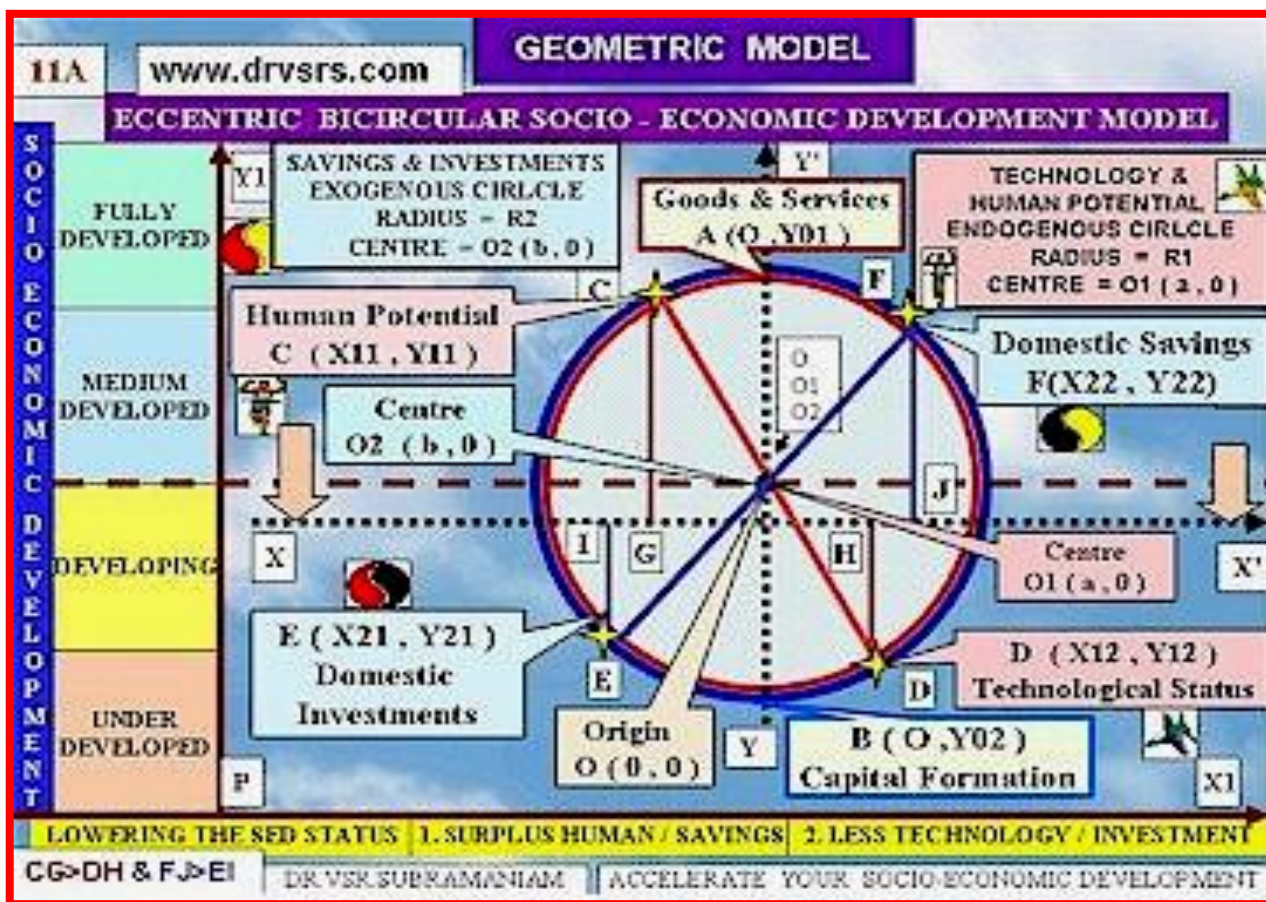 GEOMETRIC MODEL
11A
www.drvsrs.com
ECCENTRIC BICIRCULAR SOCIO - ECONOMIC DEVELOPMENT MODEL
SOCIO ECONOMIC DEVELOPMENT
FULLY
DEVELOPED
MEDIUM
DEVELOPED
DEVELOPING
UNDER
DEVELOPED
Y1
SAVINGS & INVESTMENTS
EXOGENOUS CIRLCLE
RADIUS = R2
CENTRE = O2 (b, 0)
Y'
Goods & Services
A (O ,Y01 )
TECHNOLOGY &
HUMAN POTENTIAL
ENDOGENOUS CIRLCLE
RADIUS = R1
CENTRE = O1 ( a , 0 )
C
F
Human Potential
C (X11 , Y11)
Domestic Savings
F(X22 , Y22)
O
O1
O2
Centre
O2 ( b , 0 )
J
X
I
G
H
Centre
O1 ( a , 0 )
X'
E ( X21 , Y21 )
Domestic
Investments
E
D
D ( X12 , Y12 )
Technological Status
Origin
O ( 0 , 0 )
Y
B ( O ,Y02 )
Capital Formation
P
X1
LOWERING THE SED STATUS
1. SURPLUS HUMAN / SAVINGS
2. LESS TECHNOLOGY / INVESTMENT
CG>DH & FJ>EI
DR.VSR.SUBRAMANIAM
ACCELERATE YOUR SOCIO-ECONOMIC DEVELOPMENT